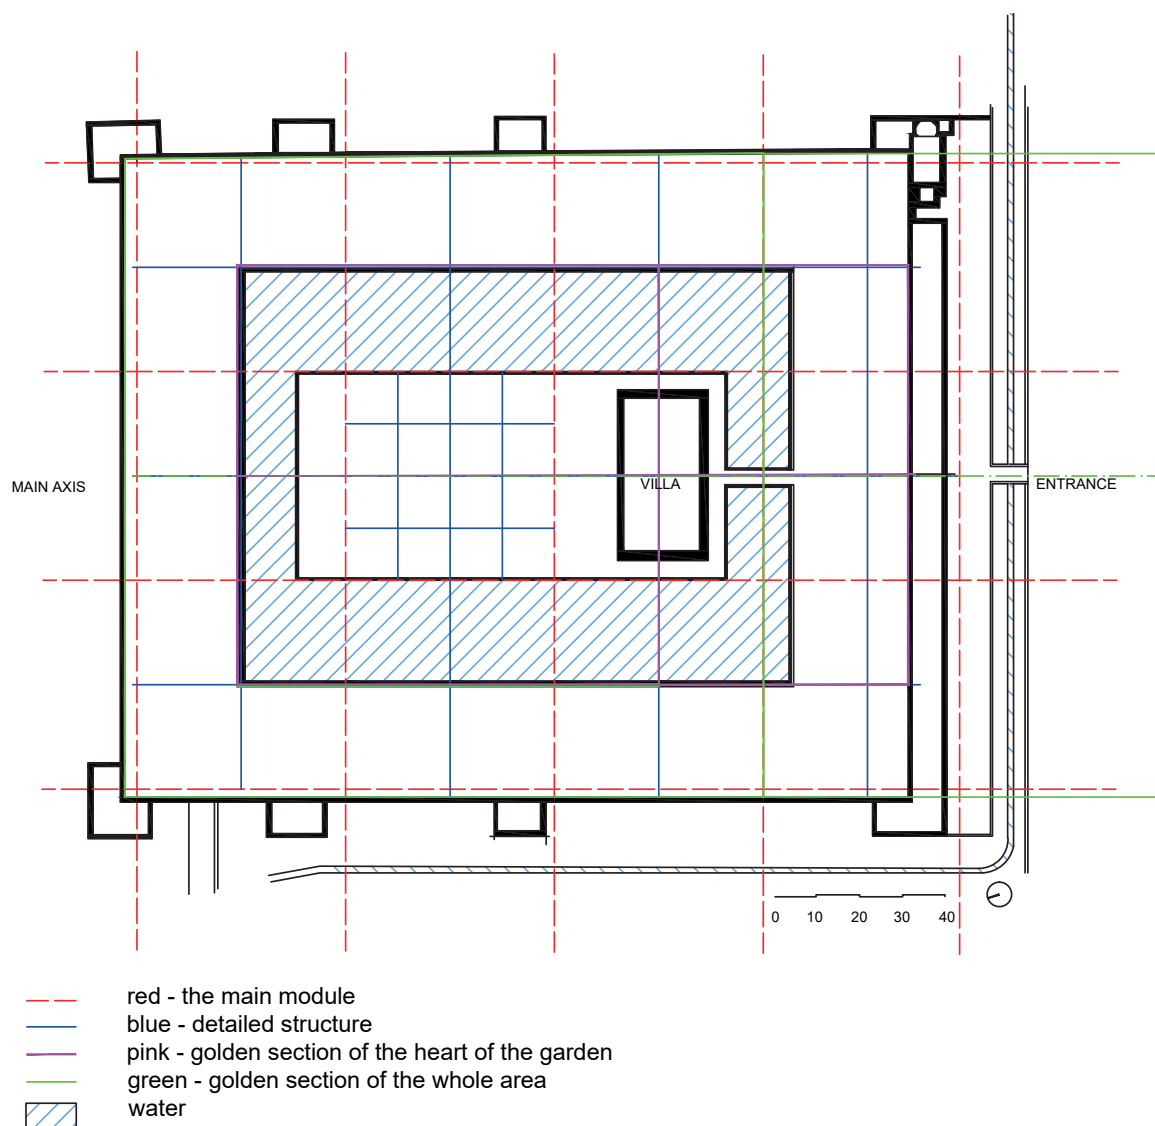 MAIN AXIS
VILLA
ENTRANCE
0 10 20 30 40
red - the main module
blue - detailed structure
pink - golden section of the heart of the garden
green - golden section of the whole area
water